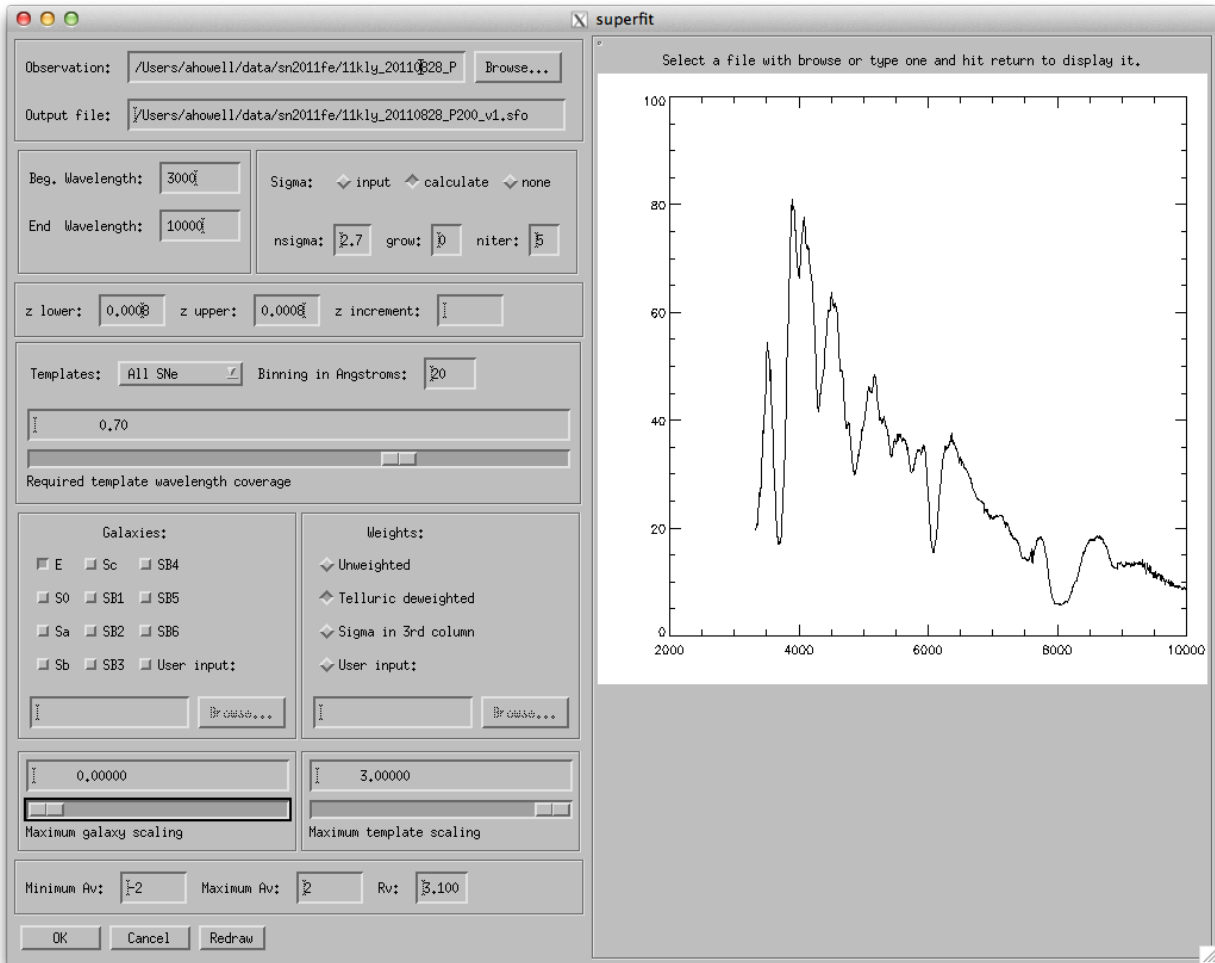 superfit
Observation: /Users/ahowell/data/sn2011fe/11kly_20110828_P Browse...
Output file: /Users/ahowell/data/sn2011fe/11kly_20110828_P200_v1.sfo
Beg. Wavelength: 3000
End Wavelength: 10000
Sigma: input calculate none
nsigma: 2.7 grow: 0 niter: 5
z lower: 0.0008 z upper: 0.0008 z increment:
Templates: All SNe Binning in Angstroms: 20
0.70
Required template wavelength coverage
Galaxies:
E Sc SB4
S0 SB1 SB5
Sa SB2 SB6
Sb SB3 User input:
Browse...
Weights:
Unweighted
Telluric deweighted
Sigma in 3rd column
User input:
Browse...
0.00000
Maximum galaxy scaling
3.00000
Maximum template scaling
Minimum Av: -2 Maximum Av: 2 Rv: 3.100
OK Cancel Redraw
Select a file with browse or type one and hit return to display it.
100
80
60
40
20
0
2000 4000 6000 8000 10000